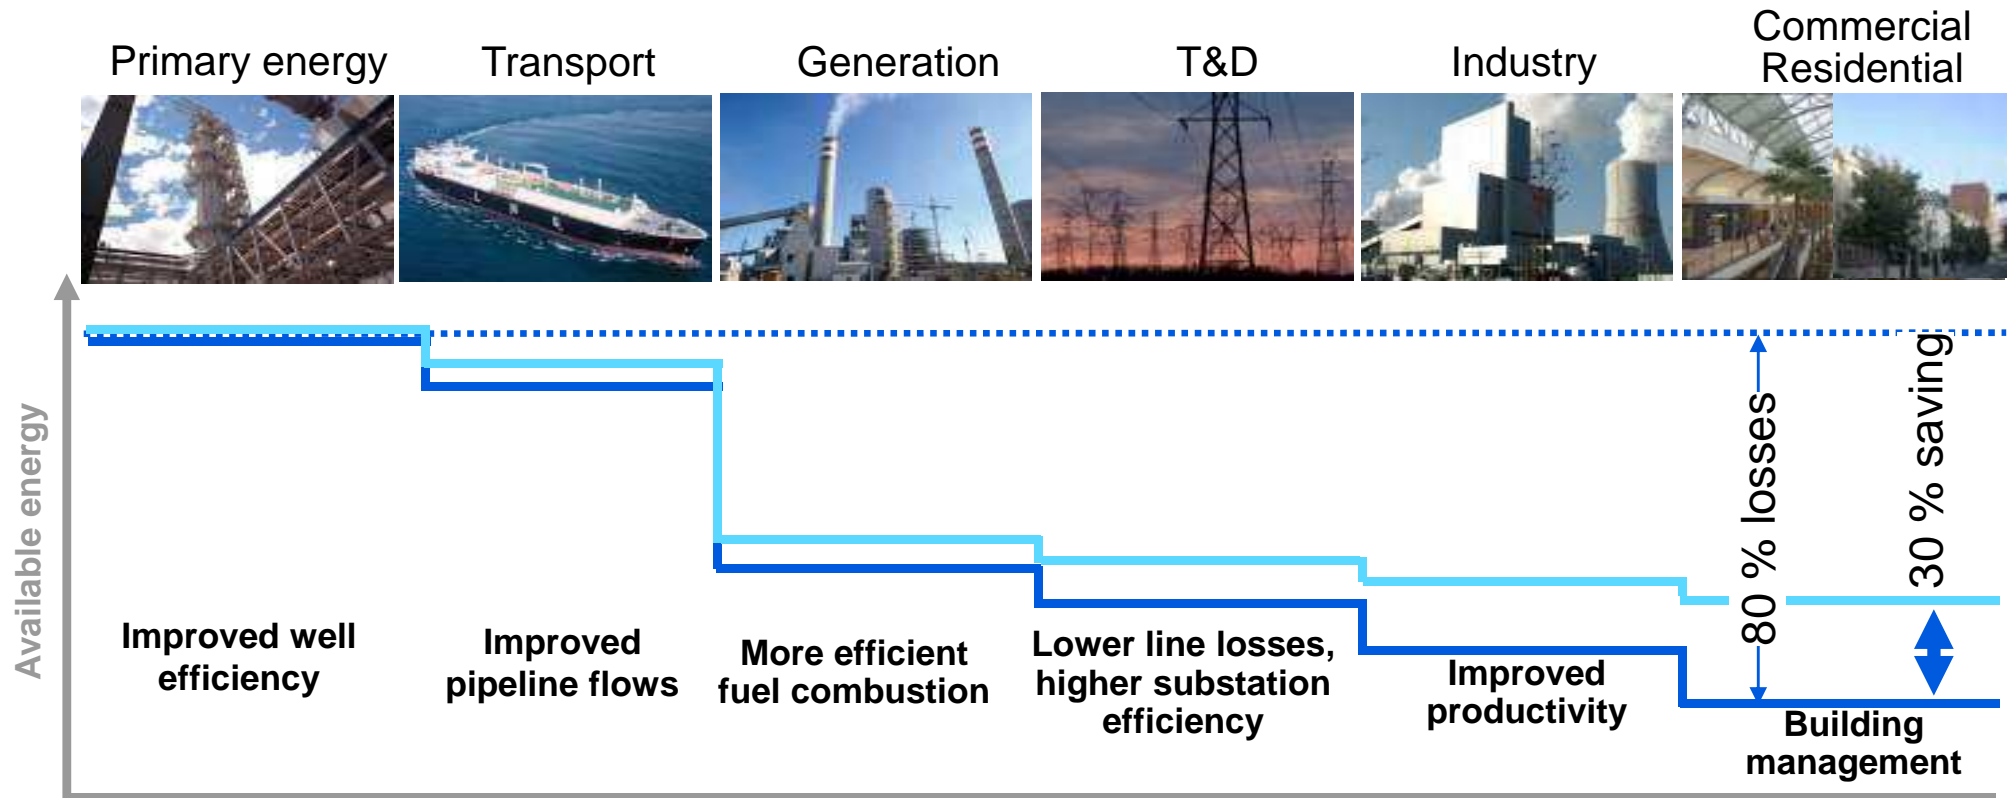 Primary energy
Transport
Generation
T&D
Industry
Commercial
Residential
L N G
Available energy
80 % losses
30 % saving
Improved well
efficiency
Improved
pipeline flows
More efficient
fuel combustion
Lower line losses,
higher substation
efficiency
Improved
productivity
Building
management